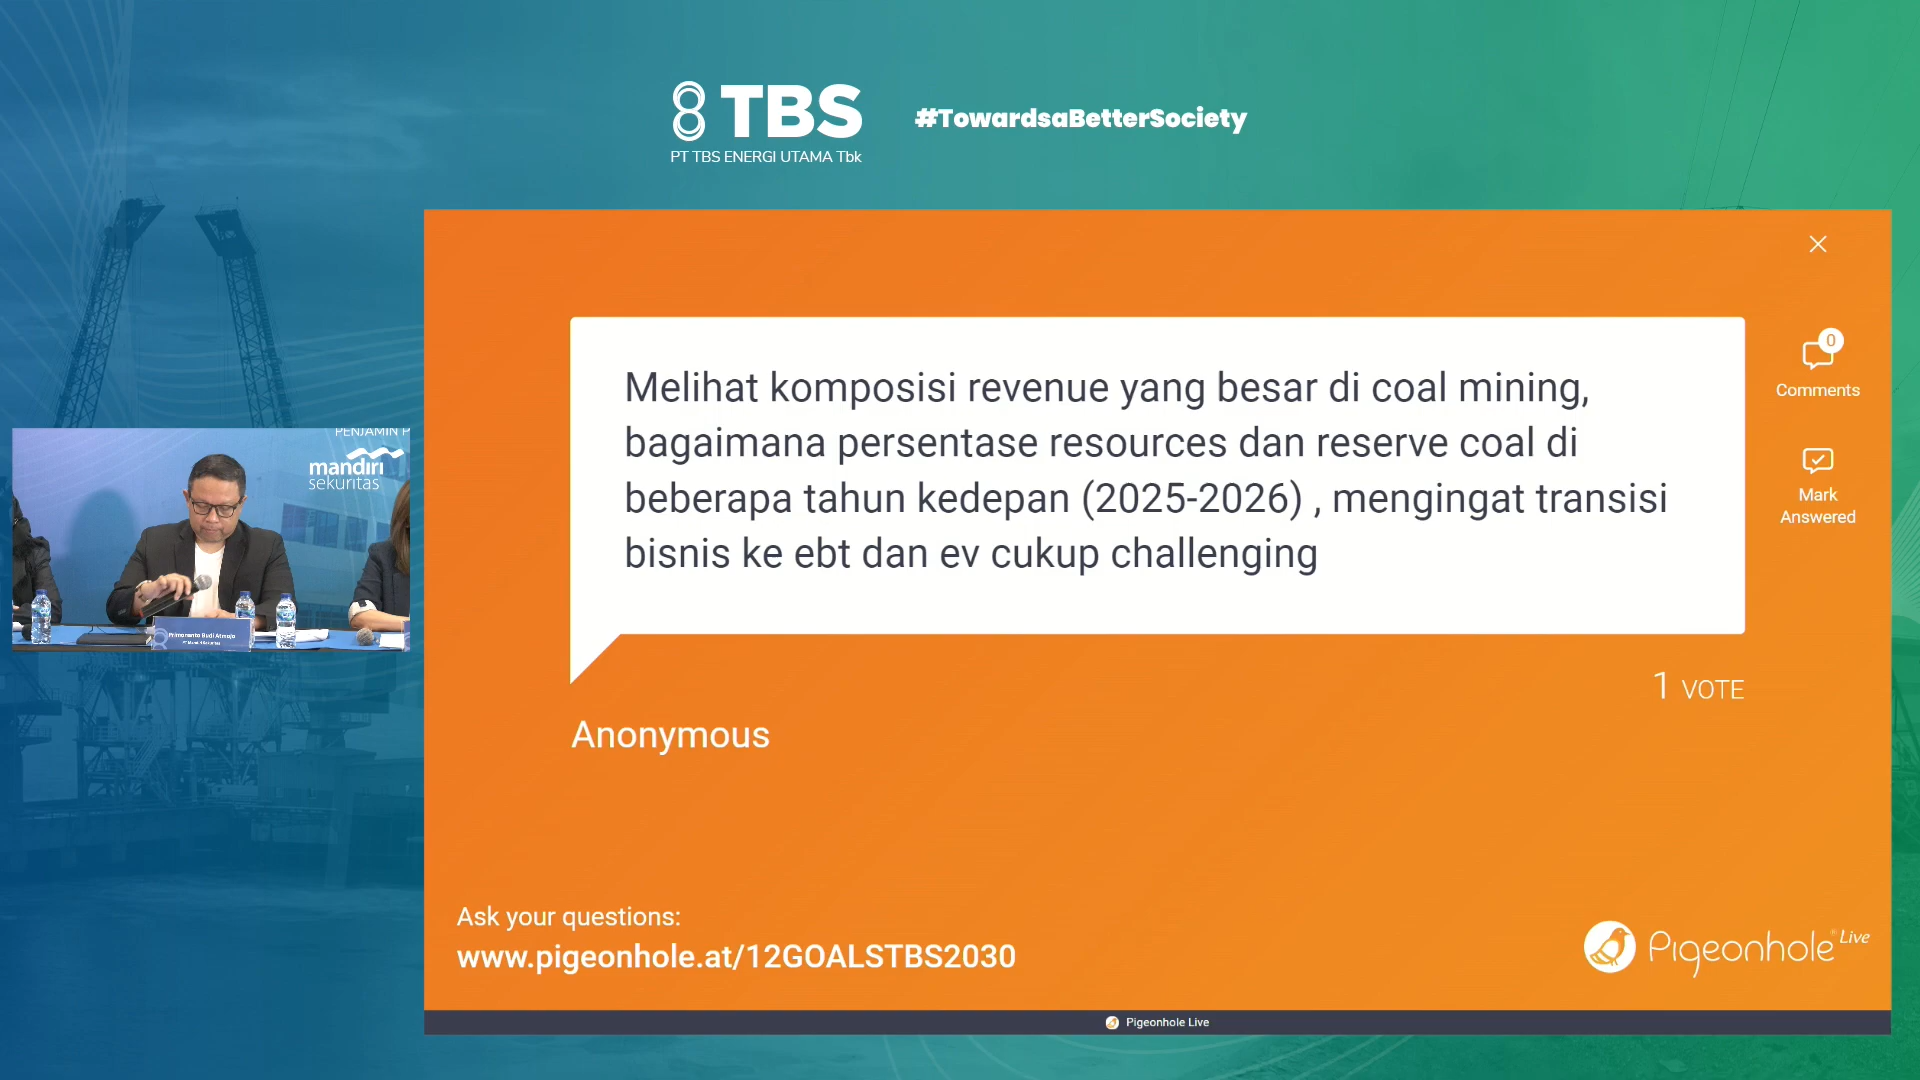 8 TBS
PT TBS ENERGI UTAMA Tbk
#TowardsaBetterSociety
Melihat komposisi revenue yang besar di coal mining,
bagaimana persentase resources dan reserve coal di
beberapa tahun kedepan (2025-2026) , mengingat transisi
bisnis ke ebt dan ev cukup challenging
0
Comments
Mark
Answered
1 VOTE
Anonymous
PENJAMIN P
mandiri
sekuritas
Primonanto Budi Atmojo
Ask your questions:
www.pigeonhole.at/12GOALSTBS2030
Pigeonhole® Live
Pigeonhole Live